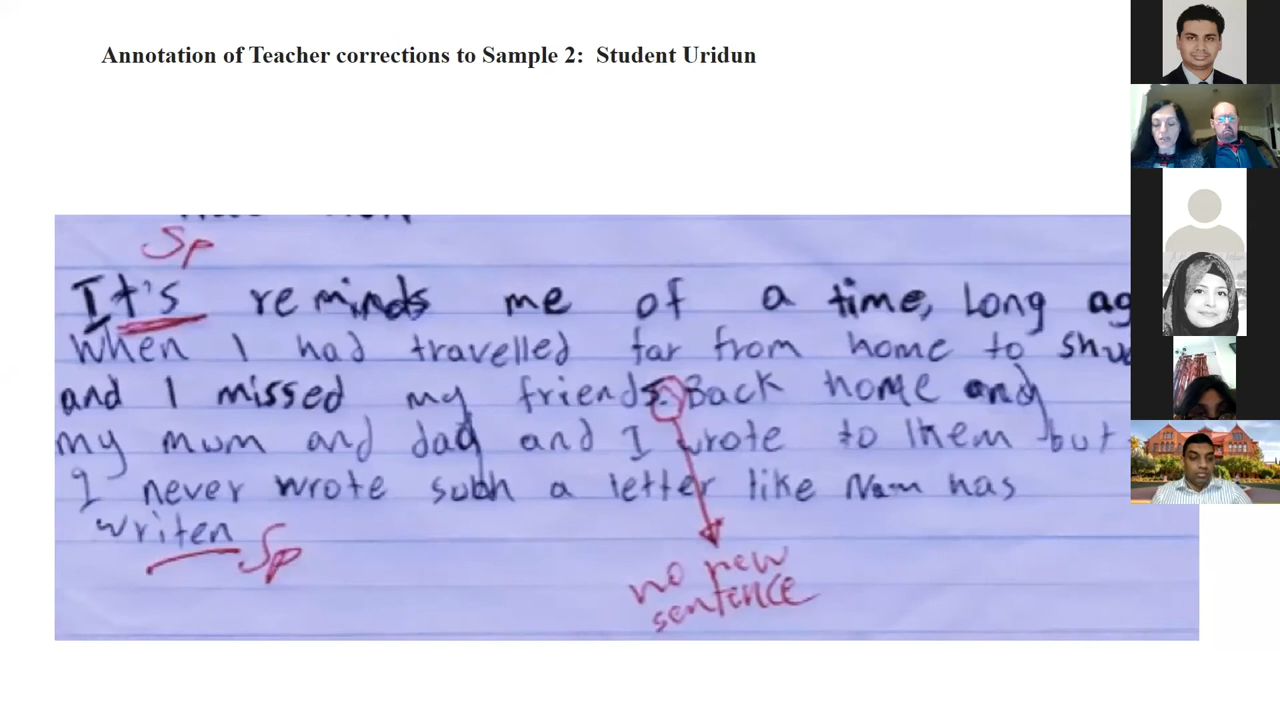 Annotation of Teacher corrections to Sample 2: Student Uridun
Sp
It's reminds me of a time, Long ag
when I had travelled far from home to
and I missed my friends. Back home and
my mum and dad and I wrote to them but
I never wrote such a letter like Nam has
writen Sp
no new
sentence